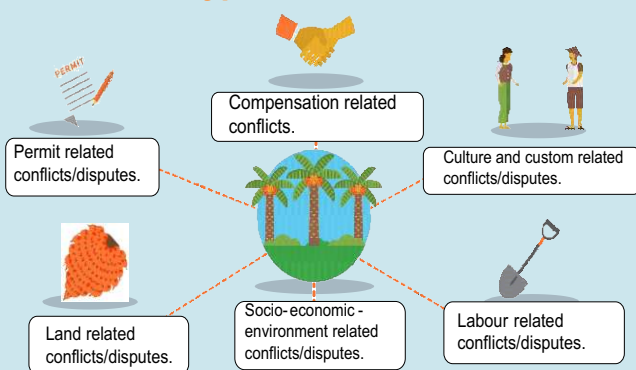 PERMIT
Compensation related
conflicts.
Permit related
conflicts/disputes.
Culture and custom related
conflicts/disputes.
Land related
conflicts/disputes.
Socio-economic -
environment related
conflicts/disputes.
Labour related
conflicts/disputes.